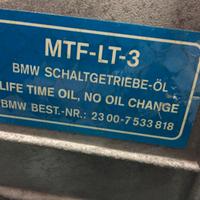 MTF-LT-3
BMW SCHALTGETRIEBE-ÖL
LIFE TIME OIL, NO OIL CHANGE
BMW BEST.-NR.: 23 00-7 533 818